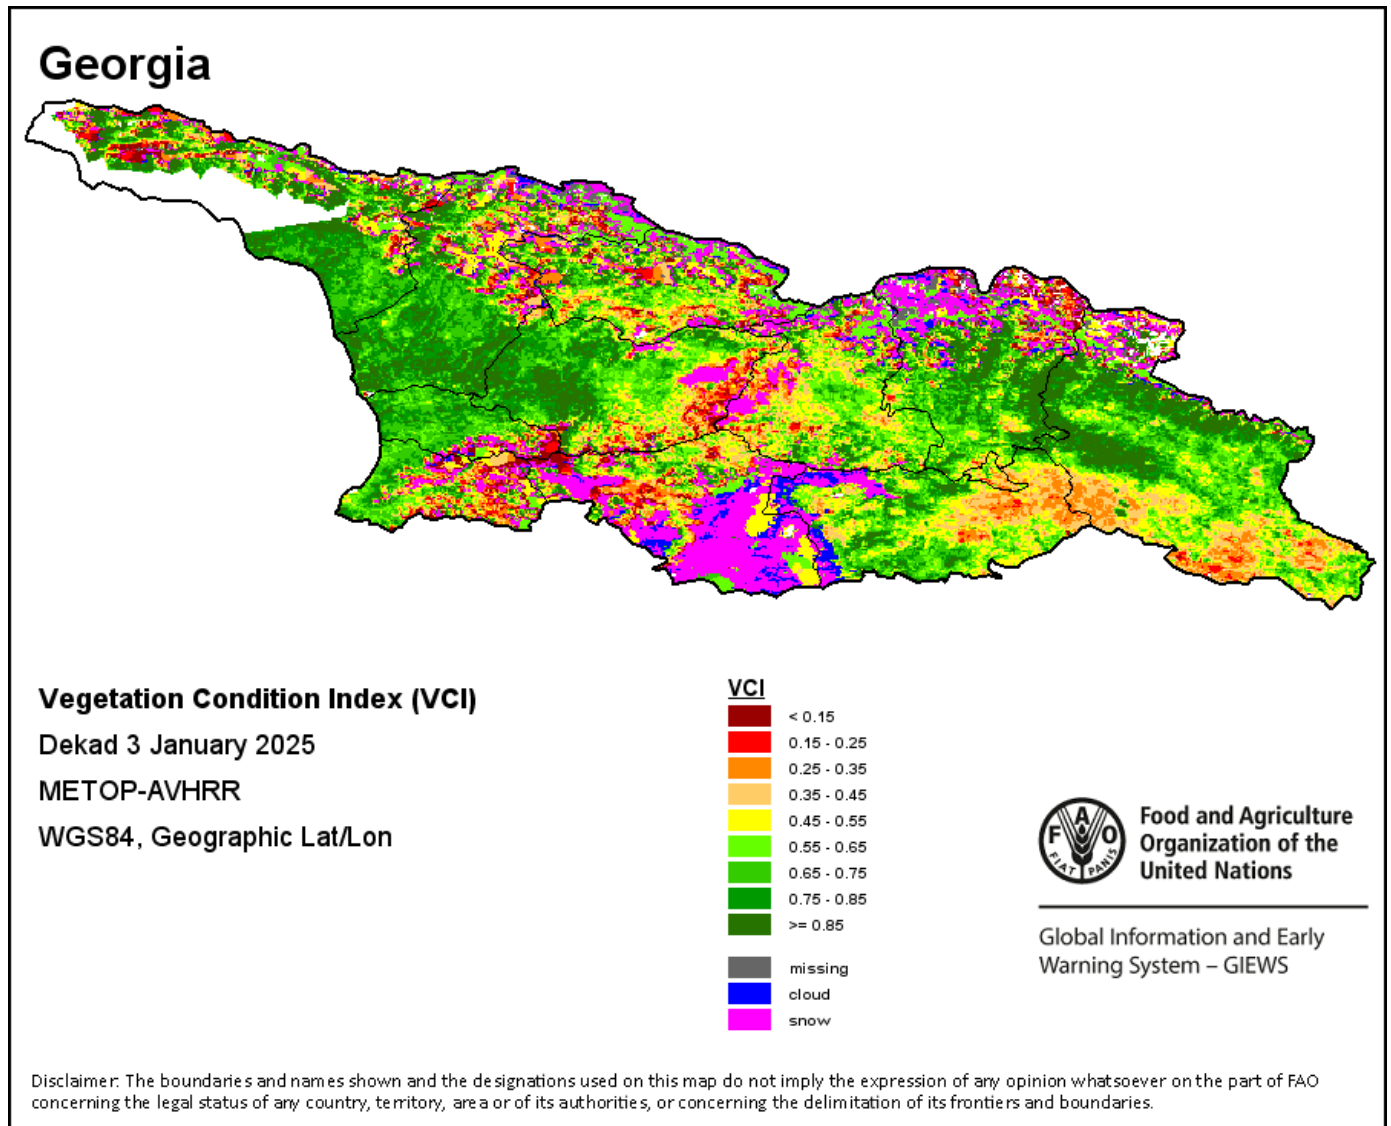 Georgia
Vegetation Condition Index (VCI)
Dekad 3 January 2025
METOP-AVHRR
WGS84, Geographic Lat/Lon
VCI
< 0.15
0.15 - 0.25
0.25 - 0.35
0.35 - 0.45
0.45 - 0.55
0.55 - 0.65
0.65 - 0.75
0.75 - 0.85
>= 0.85
missing
cloud
snow
F A O
FIAT PANIS
Food and Agriculture
Organization of the
United Nations
Global Information and Early
Warning System – GIEWS
Disclaimer: The boundaries and names shown and the designations used on this map do not imply the expression of any opinion whatsoever on the part of FAO
concerning the legal status of any country, territory, area or of its authorities, or concerning the delimitation of its frontiers and boundaries.